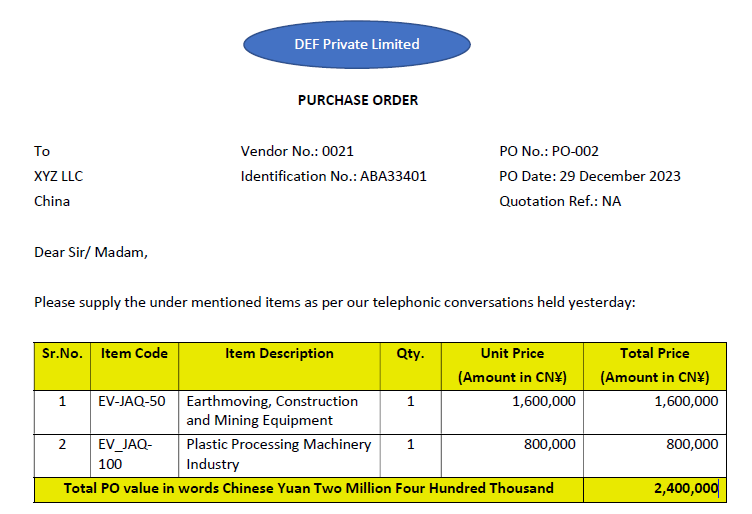 DEF Private Limited
PURCHASE ORDER
To Vendor No.: 0021 PO No.: PO-002
XYZ LLC Identification No.: ABA33401 PO Date: 29 December 2023
China Quotation Ref.: NA
Dear Sir/ Madam,
Please supply the under mentioned items as per our telephonic conversations held yesterday:
Sr.No. Item Code Item Description Qty. Unit Price Total Price
(Amount in CN¥) (Amount in CN¥)
1 EV-JAQ-50 Earthmoving, Construction 1 1,600,000 1,600,000
and Mining Equipment
2 EV_JAQ- Plastic Processing Machinery 1 800,000 800,000
100 Industry
Total PO value in words Chinese Yuan Two Million Four Hundred Thousand 2,400,000